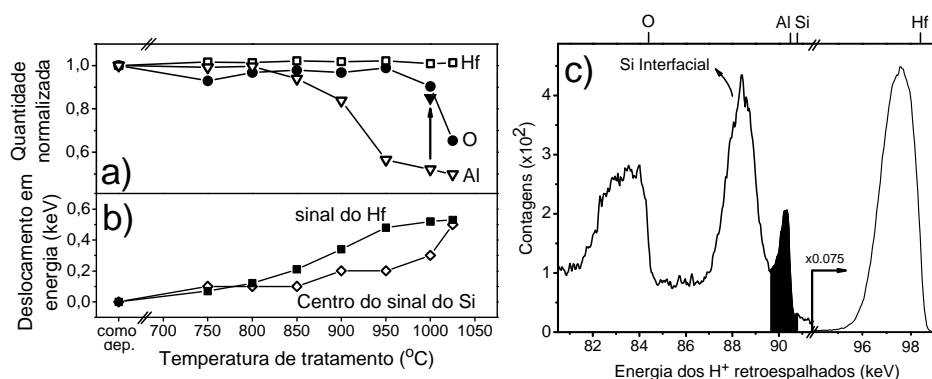 Quantidade
normalizada
1,0
0,8
0,6
a)
Hf
O
Al
Deslocamento em
energia (keV)
0,6
0,4
0,2
0,0
b)
sinal do Hf
Centro do sinal do Si
como
dep.
700 750 800 850 900 950 1000 1050
Temperatura de tratamento (ºC)
O Al Si Hf
c)
Si Interfacial
x0.075
Contagens (x10²)
4
3
2
1
0
82 84 86 88 90 96 98
Energia dos H⁺ retroespalhados (keV)